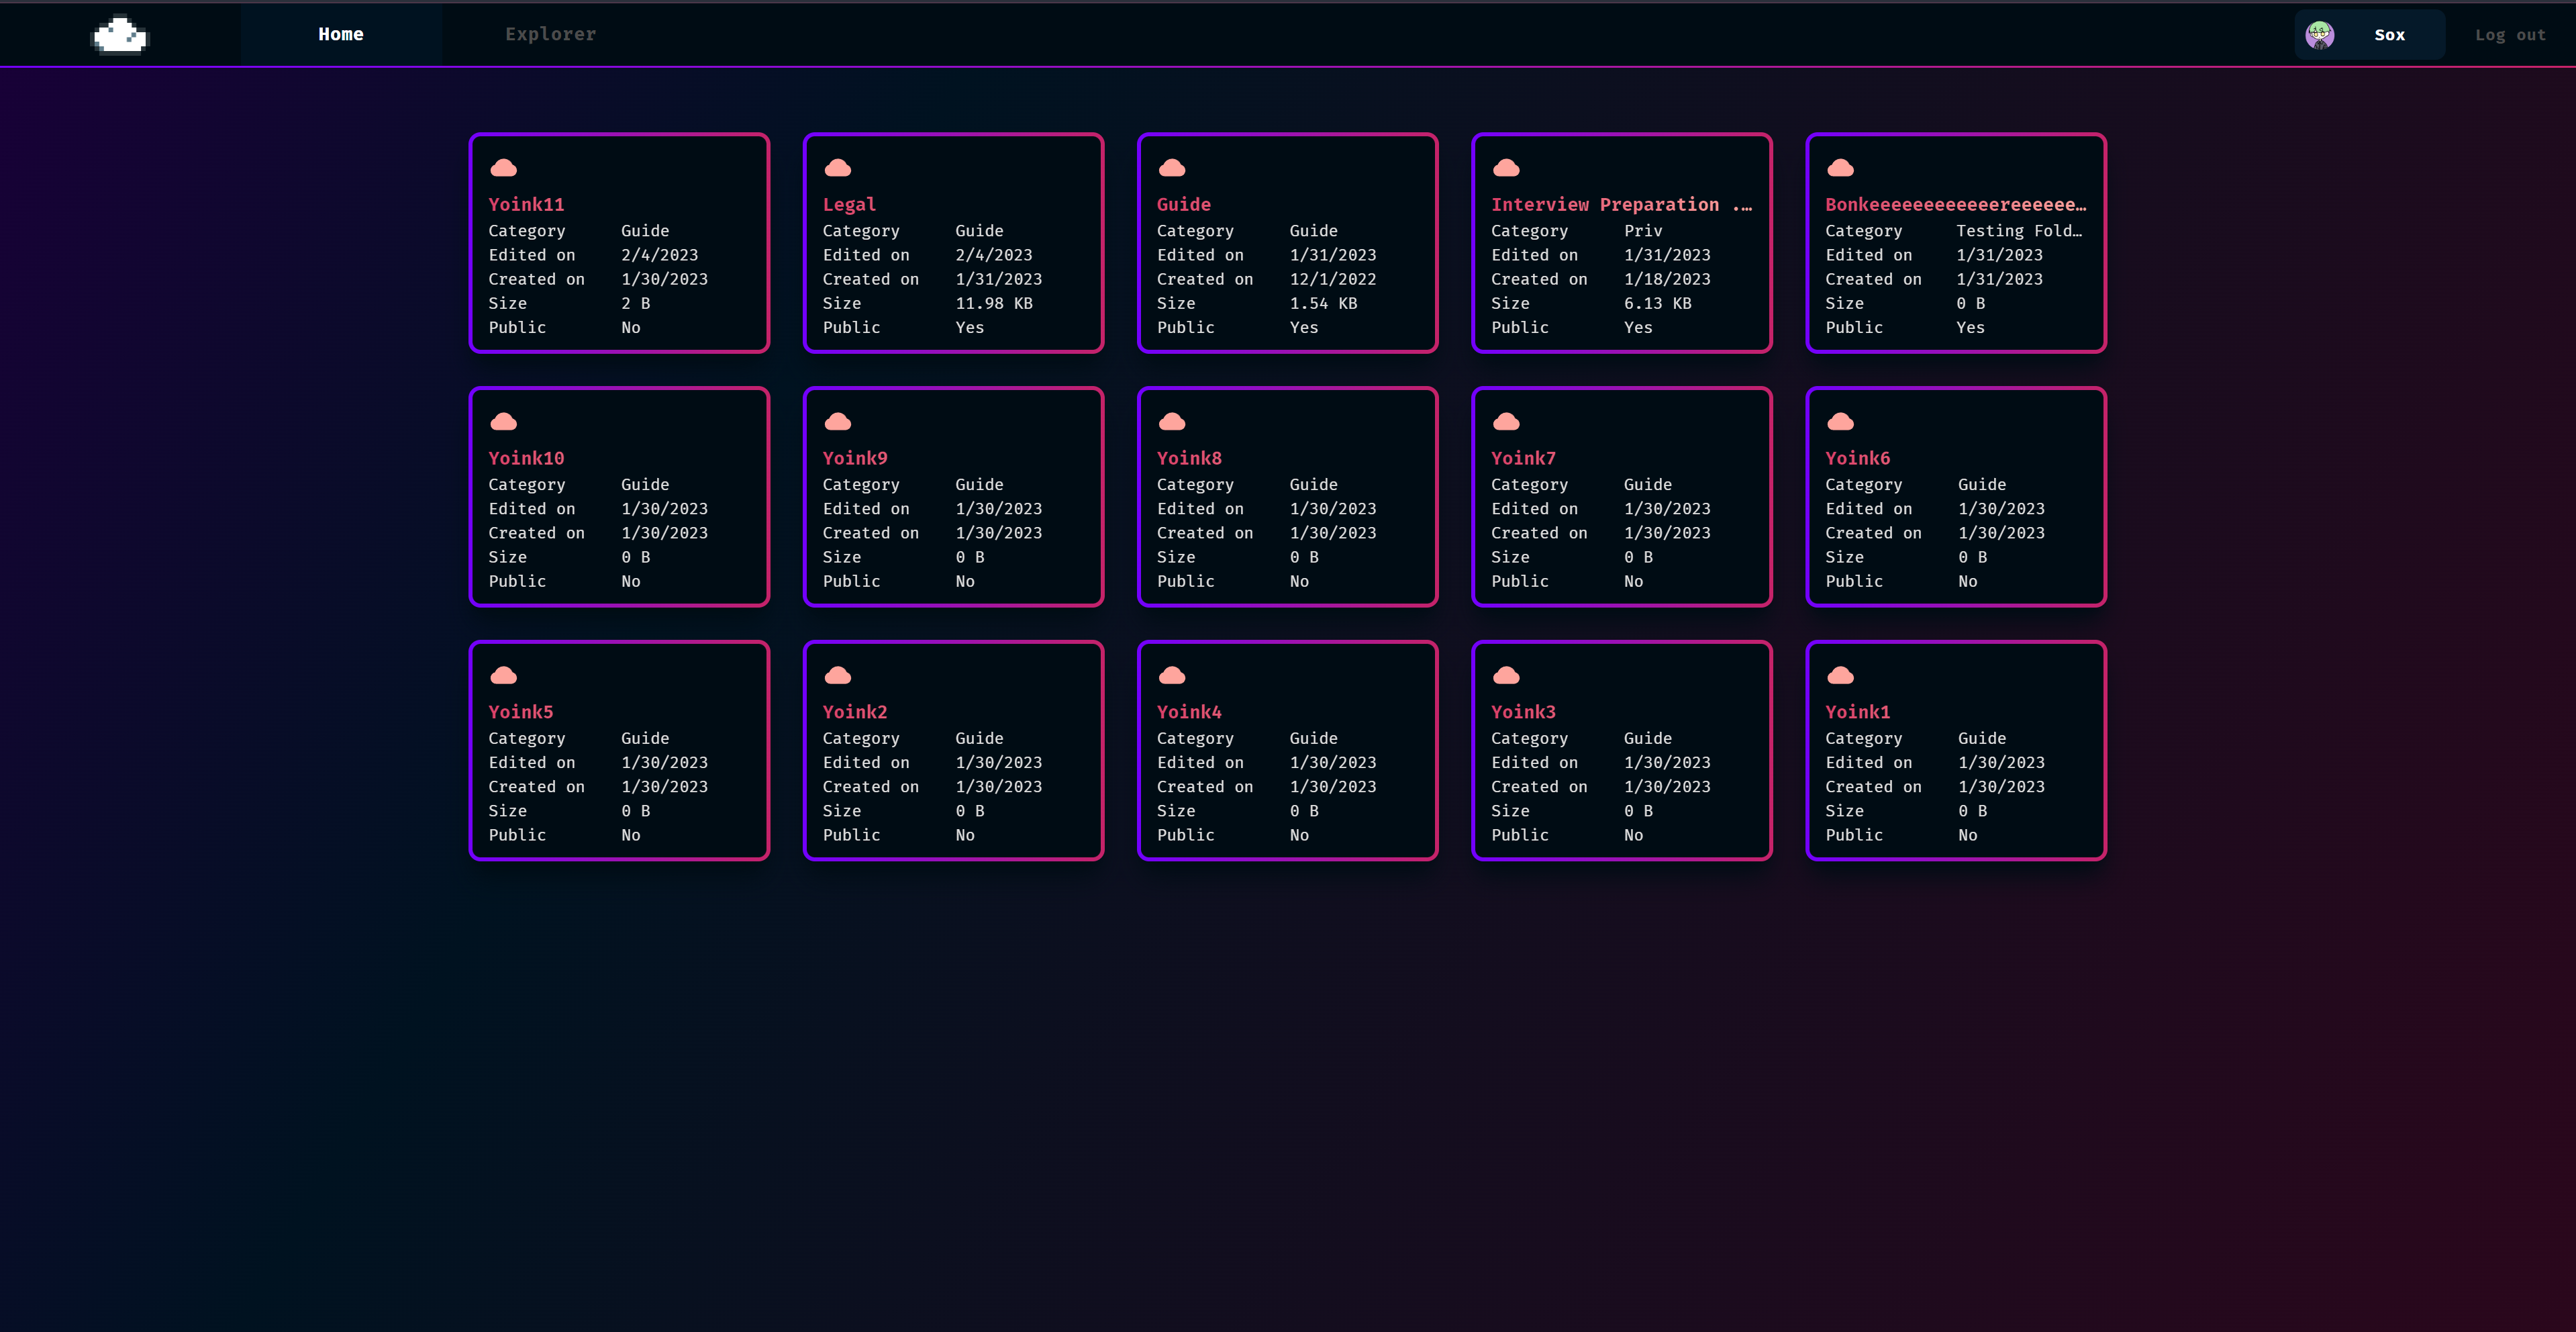 Home
Explorer
Sox
Log out
Yoink11
Category Guide
Edited on 2/4/2023
Created on 1/30/2023
Size 2 B
Public No
Legal
Category Guide
Edited on 2/4/2023
Created on 1/31/2023
Size 11.98 KB
Public Yes
Guide
Category Guide
Edited on 1/31/2023
Created on 12/1/2022
Size 1.54 KB
Public Yes
Interview Preparation .…
Category Priv
Edited on 1/31/2023
Created on 1/18/2023
Size 6.13 KB
Public Yes
Bonkeeeeeeeeeeeereeeeee…
Category Testing Fold…
Edited on 1/31/2023
Created on 1/31/2023
Size 0 B
Public Yes
Yoink10
Category Guide
Edited on 1/30/2023
Created on 1/30/2023
Size 0 B
Public No
Yoink9
Category Guide
Edited on 1/30/2023
Created on 1/30/2023
Size 0 B
Public No
Yoink8
Category Guide
Edited on 1/30/2023
Created on 1/30/2023
Size 0 B
Public No
Yoink7
Category Guide
Edited on 1/30/2023
Created on 1/30/2023
Size 0 B
Public No
Yoink6
Category Guide
Edited on 1/30/2023
Created on 1/30/2023
Size 0 B
Public No
Yoink5
Category Guide
Edited on 1/30/2023
Created on 1/30/2023
Size 0 B
Public No
Yoink2
Category Guide
Edited on 1/30/2023
Created on 1/30/2023
Size 0 B
Public No
Yoink4
Category Guide
Edited on 1/30/2023
Created on 1/30/2023
Size 0 B
Public No
Yoink3
Category Guide
Edited on 1/30/2023
Created on 1/30/2023
Size 0 B
Public No
Yoink1
Category Guide
Edited on 1/30/2023
Created on 1/30/2023
Size 0 B
Public No